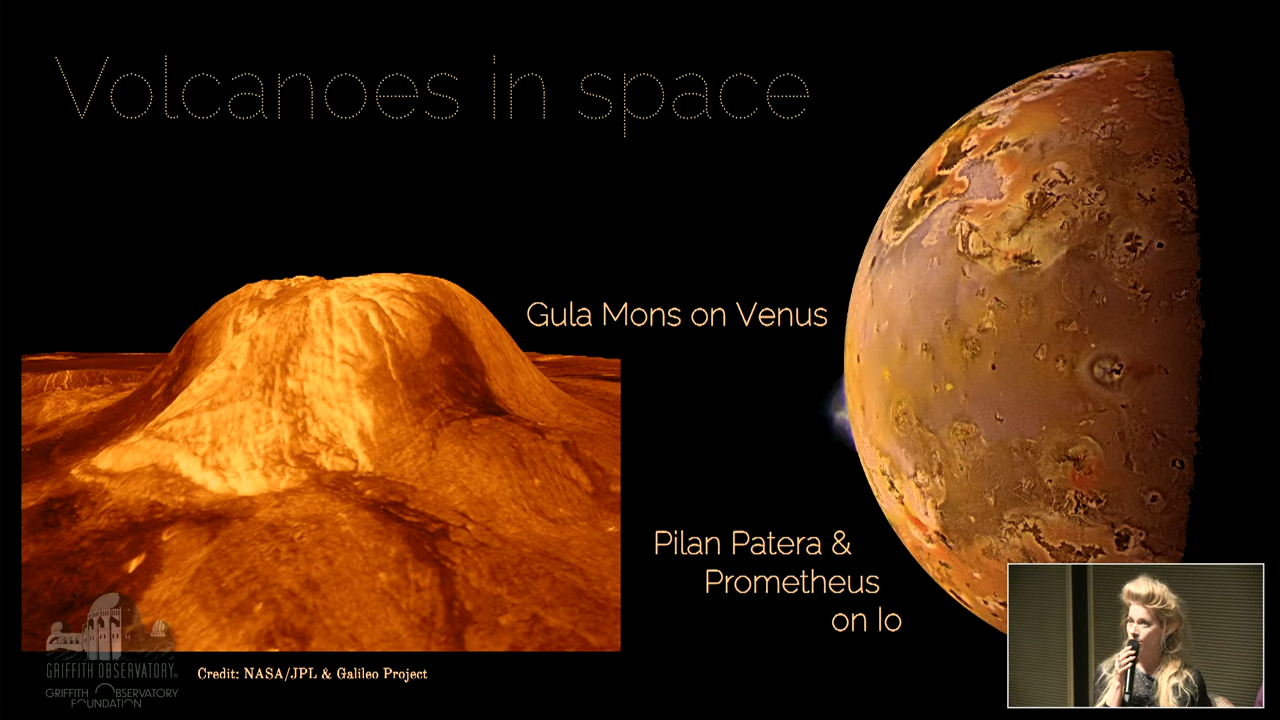 Volcanoes in space
Gula Mons on Venus
Pilan Patera &
Prometheus
on Io
GRIFFITH OBSERVATORY
GRIFFITH OBSERVATORY
FOUNDATION
Credit: NASA/JPL & Galileo Project